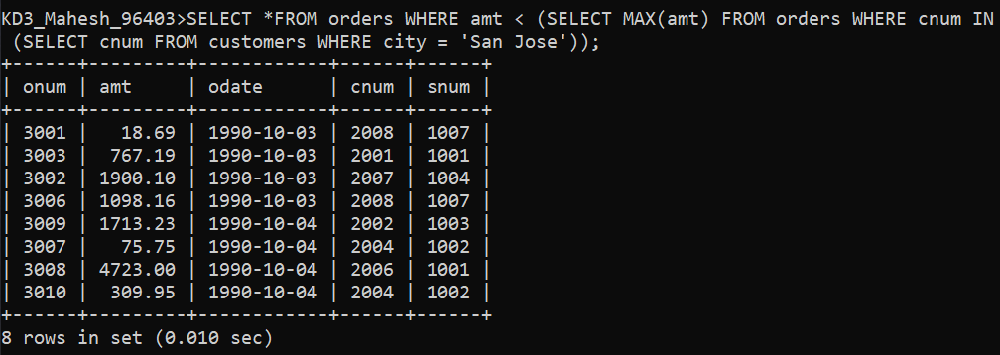 KD3_Mahesh_96403>SELECT *FROM orders WHERE amt < (SELECT MAX(amt) FROM orders WHERE cnum IN
 (SELECT cnum FROM customers WHERE city = 'San Jose'));
+------+---------+------------+------+------+
| onum | amt     | odate      | cnum | snum |
+------+---------+------------+------+------+
| 3001 |   18.69 | 1990-10-03 | 2008 | 1007 |
| 3003 |  767.19 | 1990-10-03 | 2001 | 1001 |
| 3002 | 1900.10 | 1990-10-03 | 2007 | 1004 |
| 3006 | 1098.16 | 1990-10-03 | 2008 | 1007 |
| 3009 | 1713.23 | 1990-10-04 | 2002 | 1003 |
| 3007 |   75.75 | 1990-10-04 | 2004 | 1002 |
| 3008 | 4723.00 | 1990-10-04 | 2006 | 1001 |
| 3010 |  309.95 | 1990-10-04 | 2004 | 1002 |
+------+---------+------------+------+------+
8 rows in set (0.010 sec)